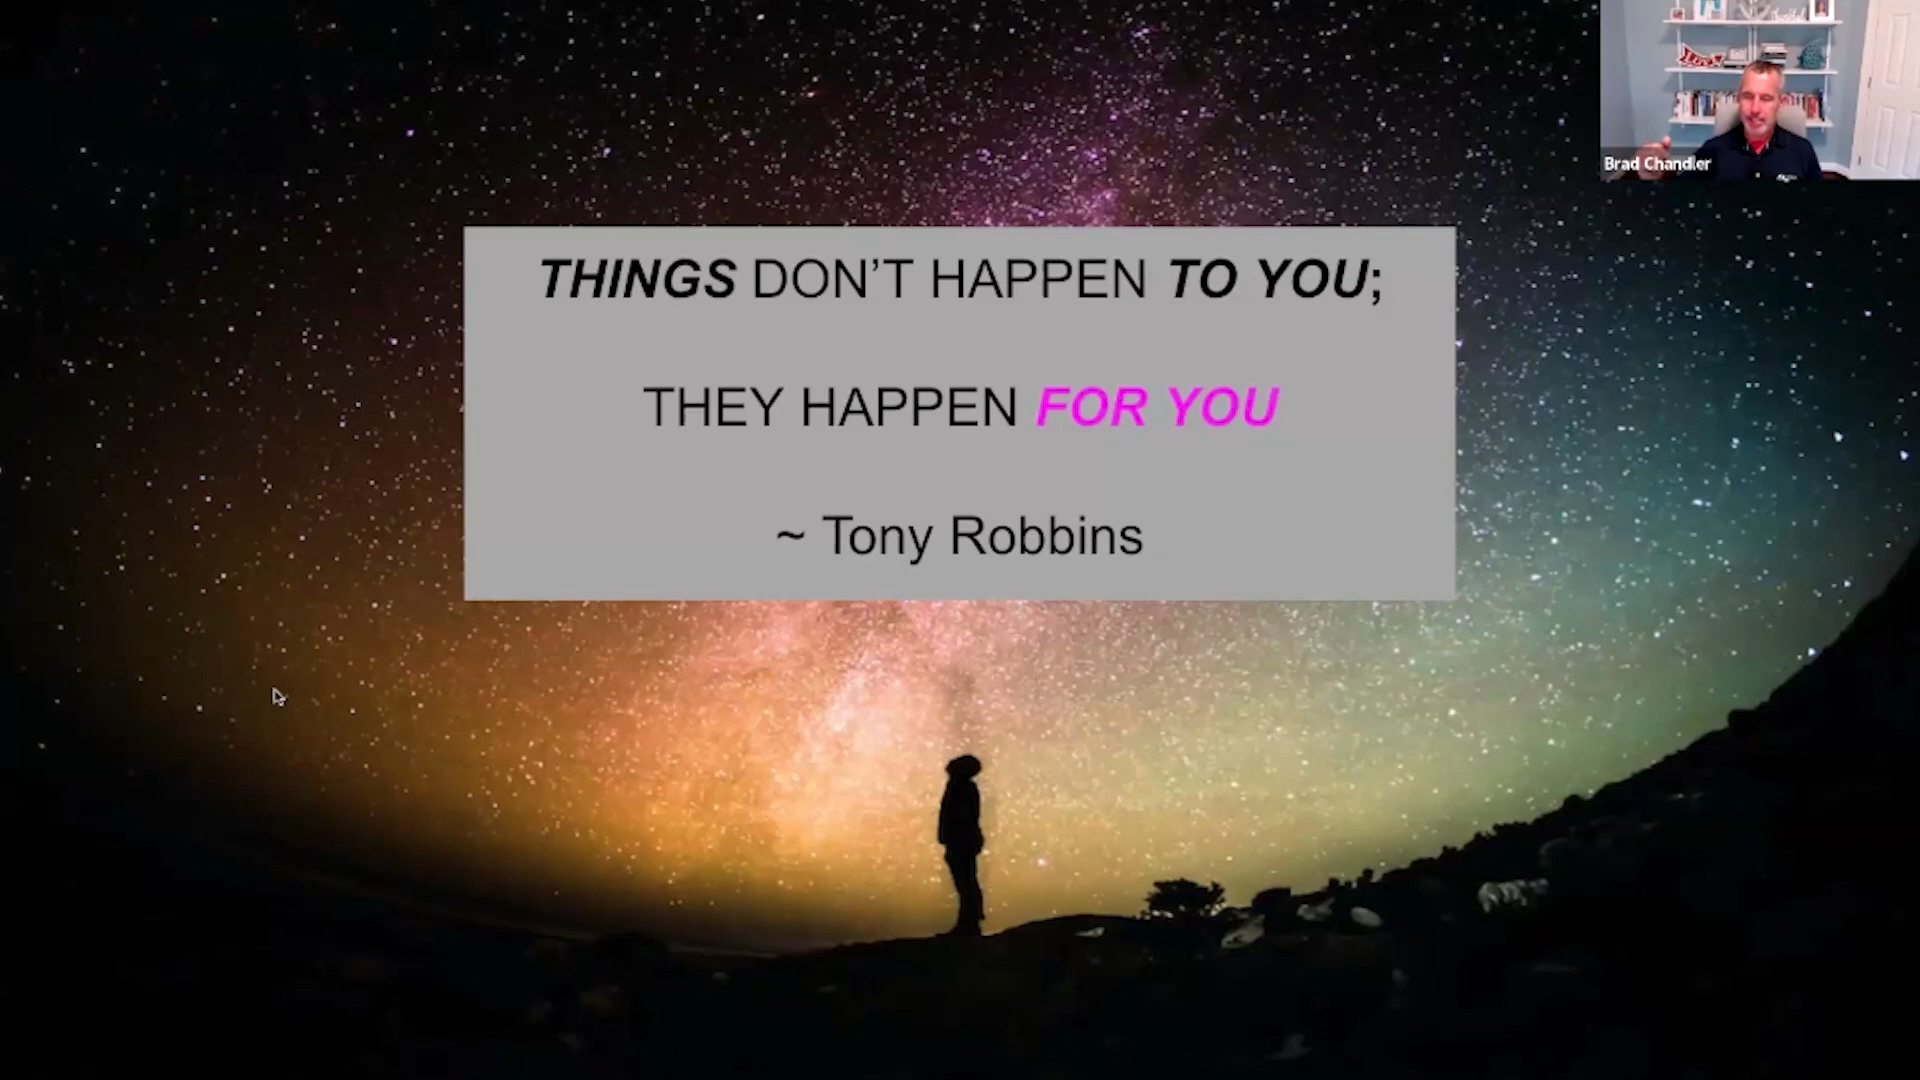 Brad Chandler
THINGS DON’T HAPPEN TO YOU;
THEY HAPPEN FOR YOU
~ Tony Robbins